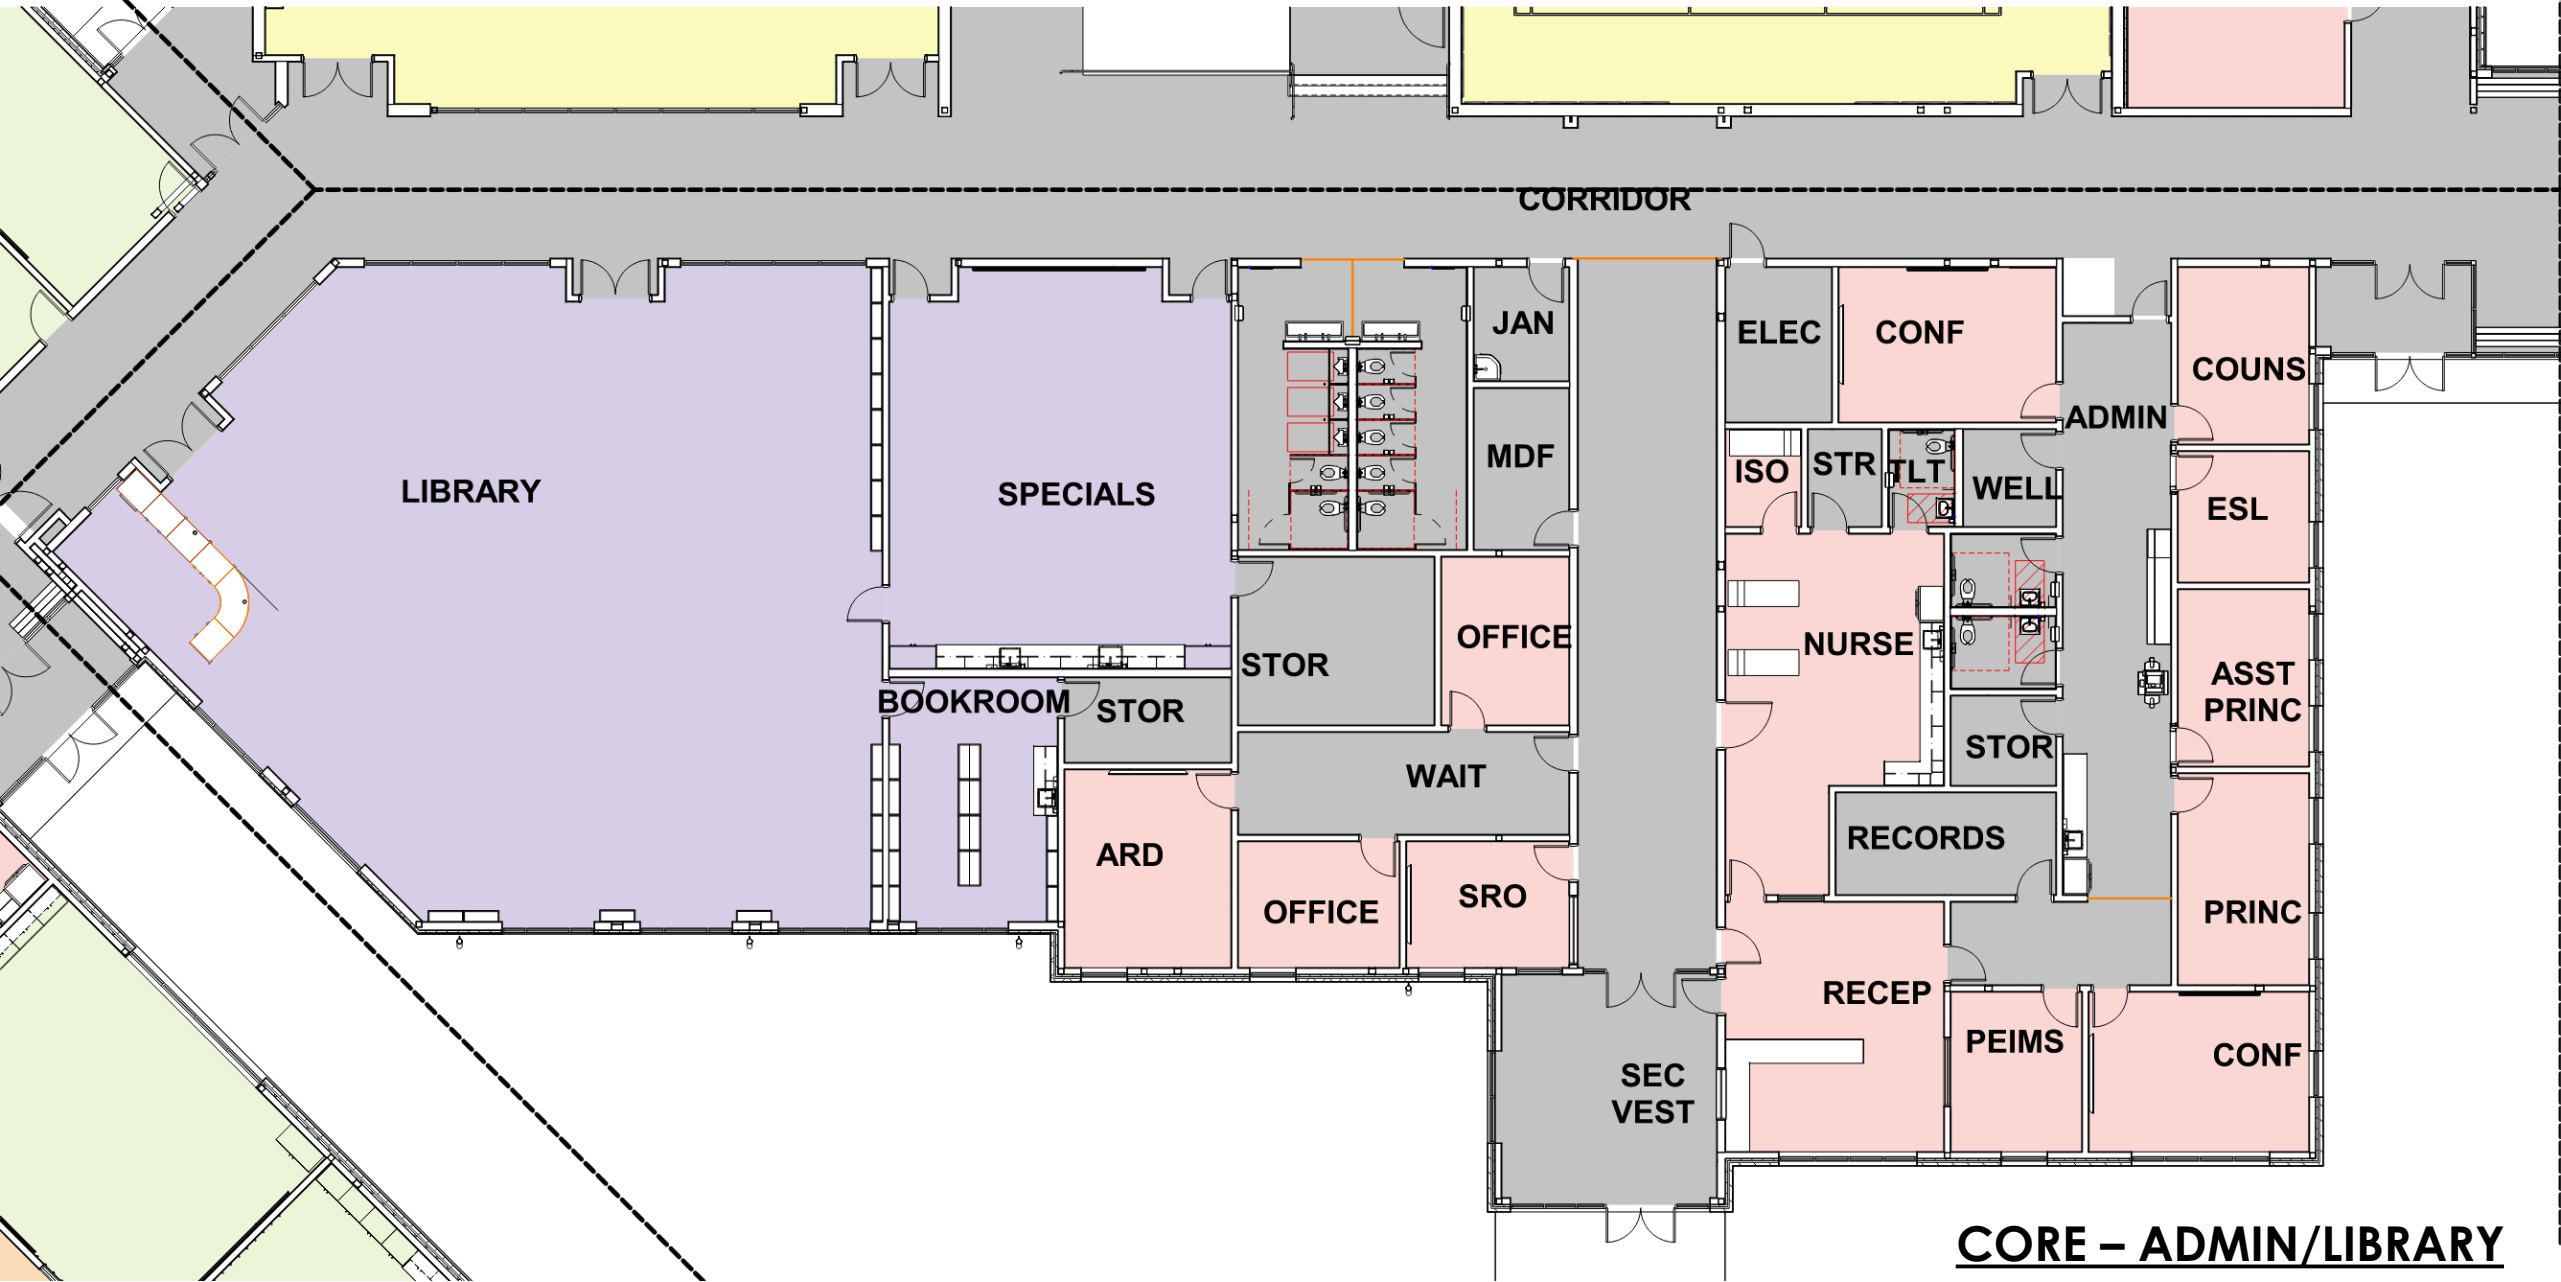 CORRIDOR
JAN
ELEC
CONF
COUNS
ADMIN
MDF
ISO
STR
TLT
WELL
LIBRARY
SPECIALS
ESL
OFFICE
NURSE
STOR
ASST
PRINC
BOOKROOM
STOR
STOR
WAIT
RECORDS
ARD
OFFICE
SRO
PRINC
RECEP
PEIMS
CONF
SEC
VEST
CORE – ADMIN/LIBRARY